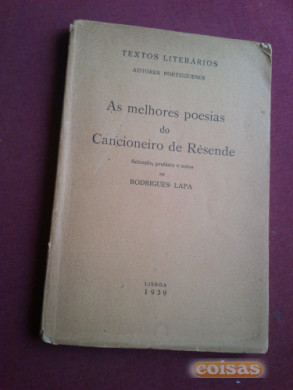 TEXTOS LITERÁRIOS
AUTORES PORTUGUESES
As melhores poesias
do
Cancioneiro de Résende
Selecção, prefácio e notas
DE
RODRIGUES LAPA
LISBOA
1939
coisas